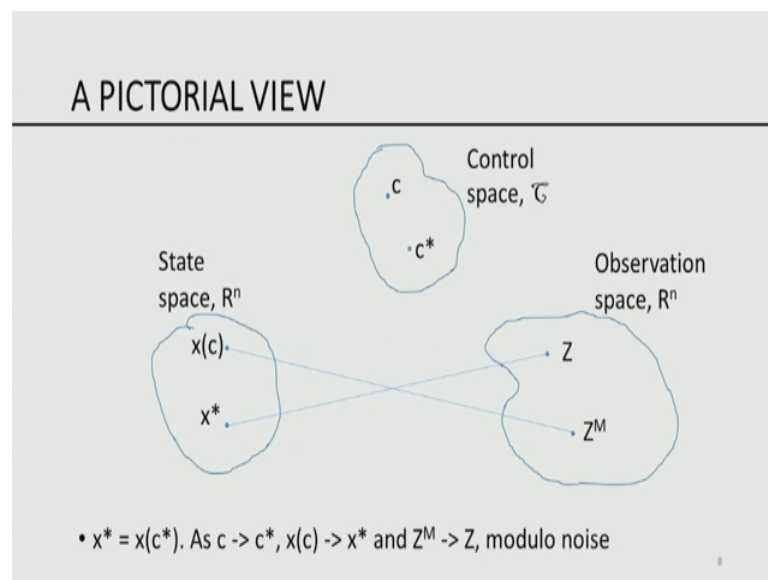 A PICTORIAL VIEW
Control
space, 𝒯
c
c*
State
space, Rⁿ
Observation
space, Rⁿ
x(c)
Z
x*
Zᴹ
• x* = x(c*). As c -> c*, x(c) -> x* and Zᴹ -> Z, modulo noise
8